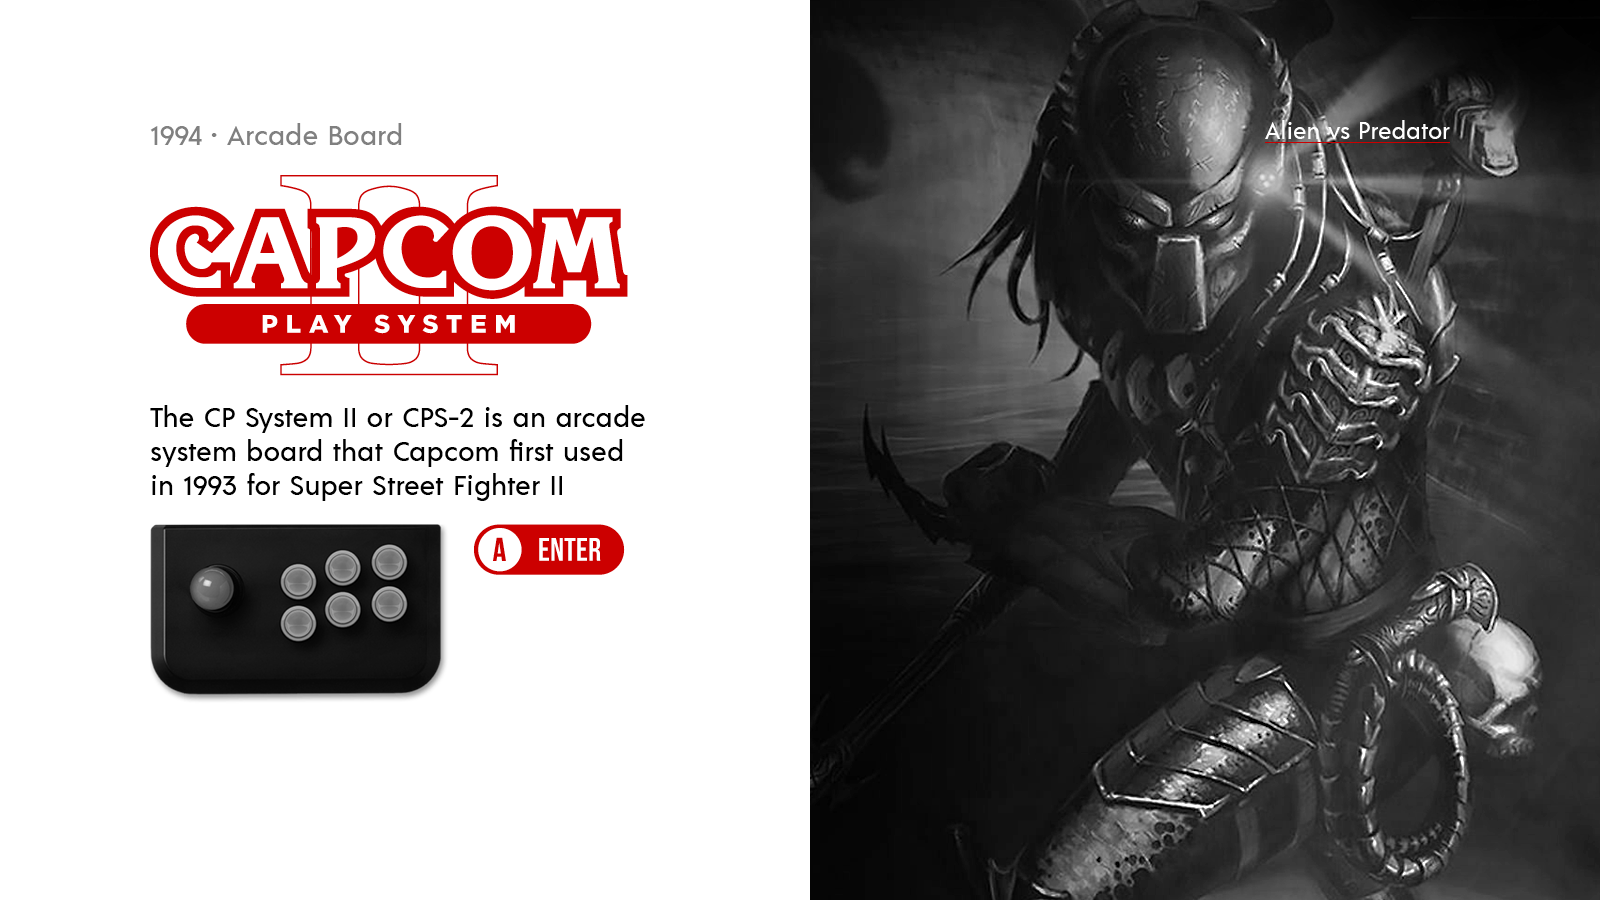 1994 · Arcade Board
II
CAPCOM
PLAY SYSTEM
The CP System II or CPS-2 is an arcade
system board that Capcom first used
in 1993 for Super Street Fighter II
A ENTER
Alien vs Predator